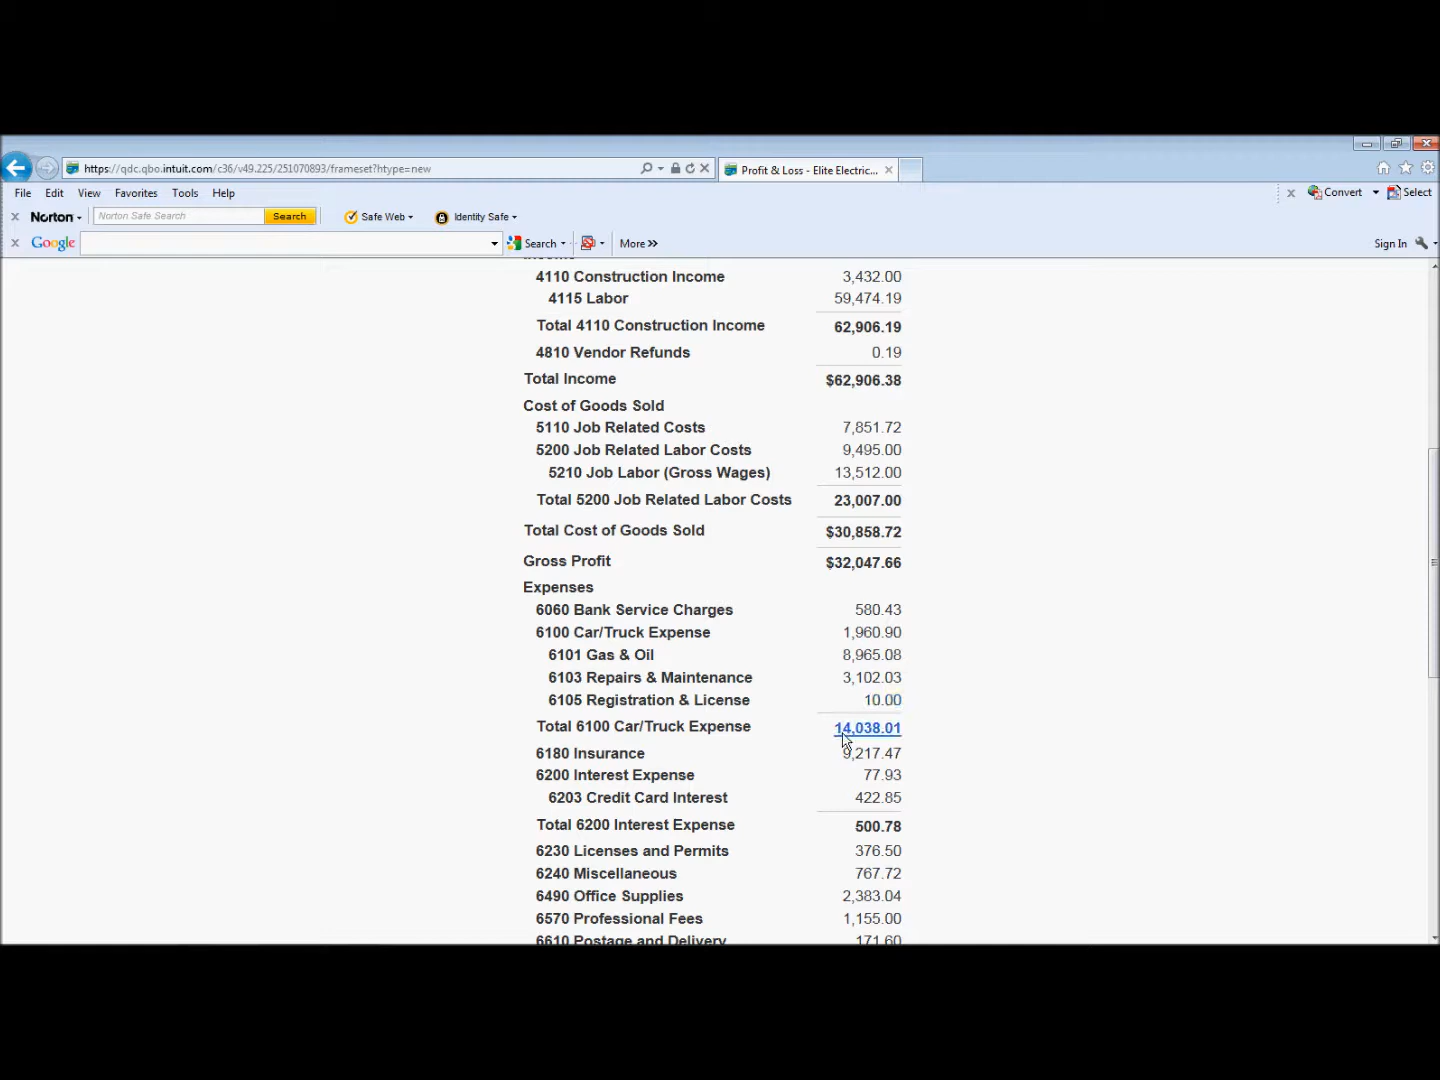 https://qdc.qbo.intuit.com/c36/v49.225/251070893/frameset?htype=new
Profit & Loss - Elite Electric...
File Edit View Favorites Tools Help
Convert Select
Norton Norton Safe Search Search Safe Web Identity Safe
Google Search More »
Sign In
Income
4110 Construction Income 3,432.00
4115 Labor 59,474.19
Total 4110 Construction Income 62,906.19
4810 Vendor Refunds 0.19
Total Income $62,906.38
Cost of Goods Sold
5110 Job Related Costs 7,851.72
5200 Job Related Labor Costs 9,495.00
5210 Job Labor (Gross Wages) 13,512.00
Total 5200 Job Related Labor Costs 23,007.00
Total Cost of Goods Sold $30,858.72
Gross Profit $32,047.66
Expenses
6060 Bank Service Charges 580.43
6100 Car/Truck Expense 1,960.90
6101 Gas & Oil 8,965.08
6103 Repairs & Maintenance 3,102.03
6105 Registration & License 10.00
Total 6100 Car/Truck Expense 14,038.01
6180 Insurance 9,217.47
6200 Interest Expense 77.93
6203 Credit Card Interest 422.85
Total 6200 Interest Expense 500.78
6230 Licenses and Permits 376.50
6240 Miscellaneous 767.72
6490 Office Supplies 2,383.04
6570 Professional Fees 1,155.00
6610 Postage and Delivery 171.60